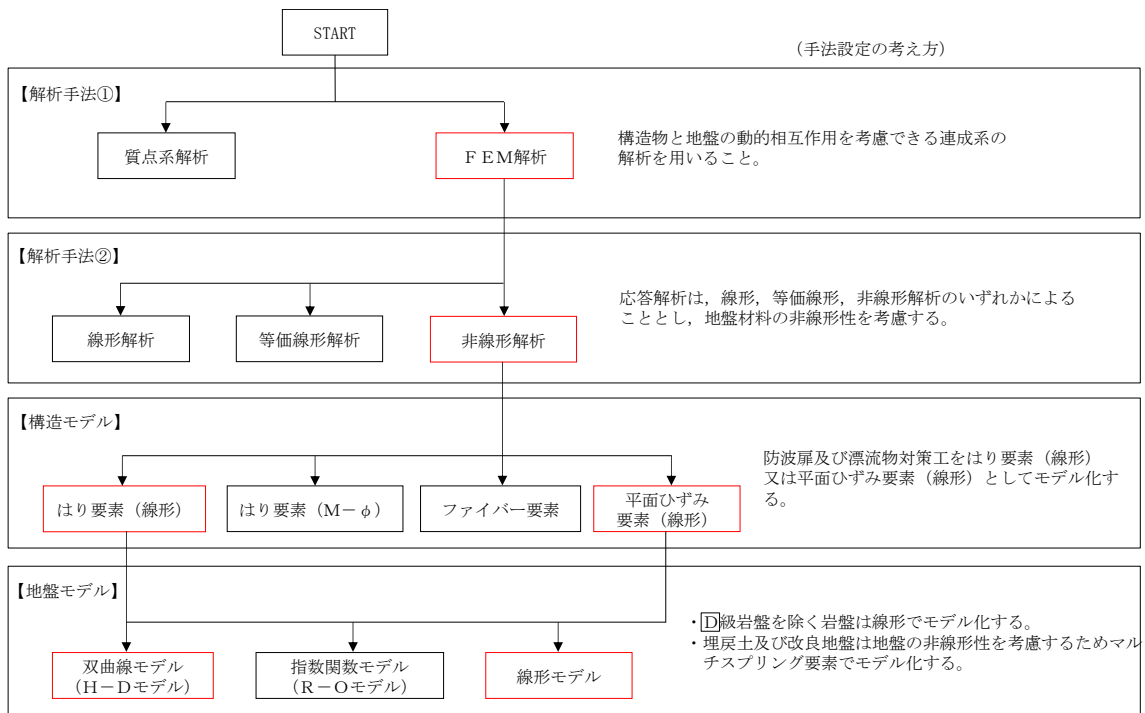 START
(手法設定の考え方)
【解析手法①】
質点系解析
FEM解析
構造物と地盤の動的相互作用を考慮できる連成系の
解析を用いること。
【解析手法②】
線形解析
等価線形解析
非線形解析
応答解析は，線形，等価線形，非線形解析のいずれかによる
こととし，地盤材料の非線形性を考慮する。
【構造モデル】
はり要素（線形）
はり要素（M－φ）
ファイバー要素
平面ひずみ
要素（線形）
防波扉及び漂流物対策工をはり要素（線形）
又は平面ひずみ要素（線形）としてモデル化す
る。
【地盤モデル】
双曲線モデル
（H－Dモデル）
指数関数モデル
（R－Oモデル）
線形モデル
・D級岩盤を除く岩盤は線形でモデル化する。
・埋戻土及び改良地盤は地盤の非線形性を考慮するためマル
チスプリング要素でモデル化する。